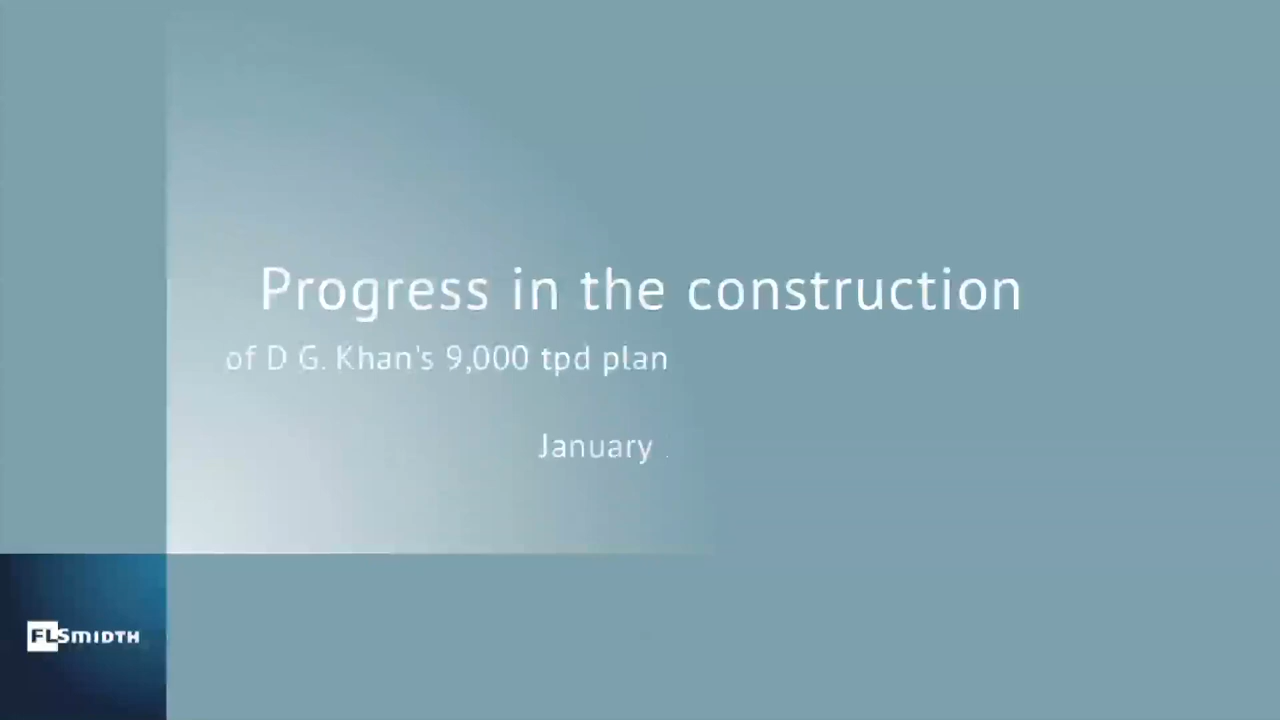 Progress in the construction
of D G. Khan's 9,000 tpd plan
January
FLSMIDTH